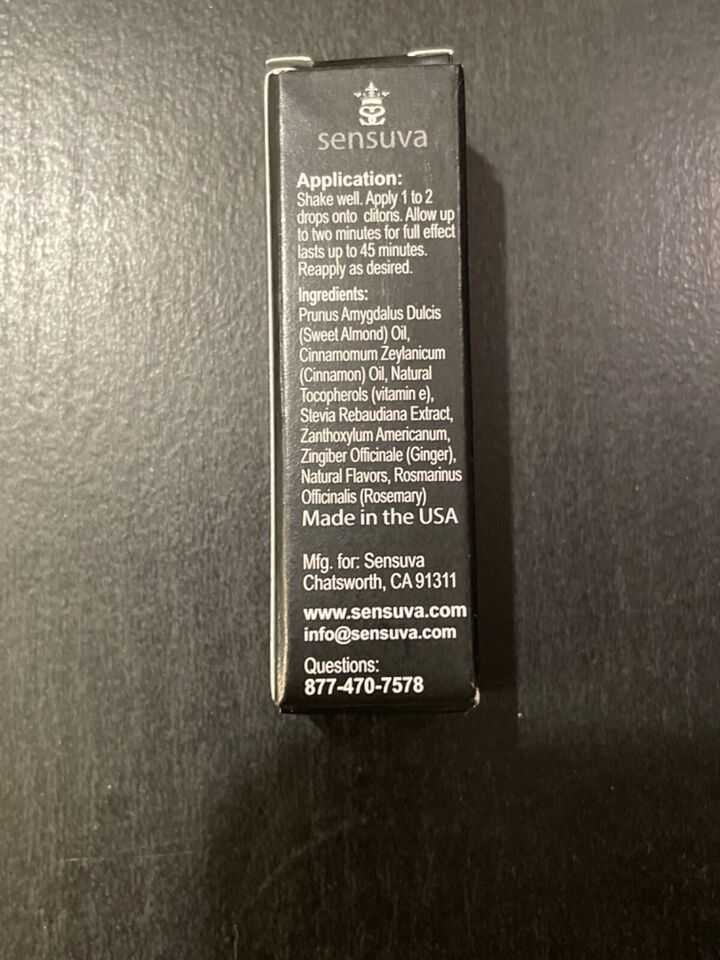 sensuva
Application:
Shake well. Apply 1 to 2
drops onto clitoris. Allow up
to two minutes for full effect
lasts up to 45 minutes.
Reapply as desired.
Ingredients:
Prunus Amygdalus Dulcis
(Sweet Almond) Oil,
Cinnamomum Zeylanicum
(Cinnamon) Oil, Natural
Tocopherols (vitamin e),
Stevia Rebaudiana Extract,
Zanthoxylum Americanum,
Zingiber Officinale (Ginger),
Natural Flavors, Rosmarinus
Officinalis (Rosemary)
Made in the USA
Mfg. for: Sensuva
Chatsworth, CA 91311
www.sensuva.com
info@sensuva.com
Questions:
877-470-7578